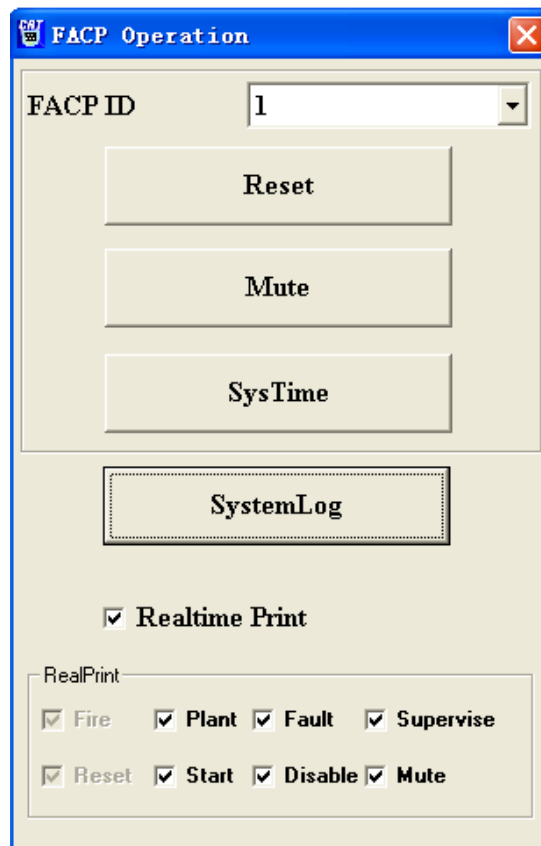 CRT FACP Operation
FACP ID 1
Reset
Mute
SysTime
SystemLog
Realtime Print
RealPrint
Fire Plant Fault Supervise
Reset Start Disable Mute